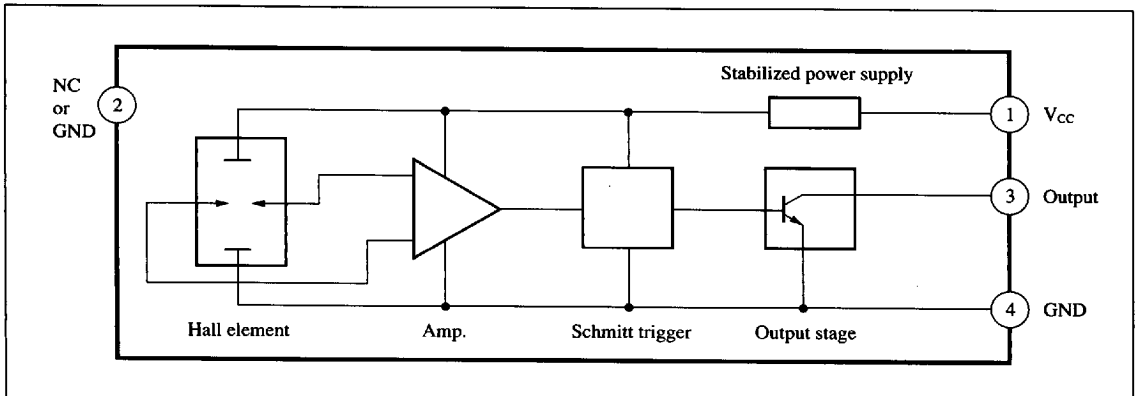 Stabilized power supply
NC
or
GND
2
1
V_CC
3
Output
4
GND
Hall element
Amp.
Schmitt trigger
Output stage